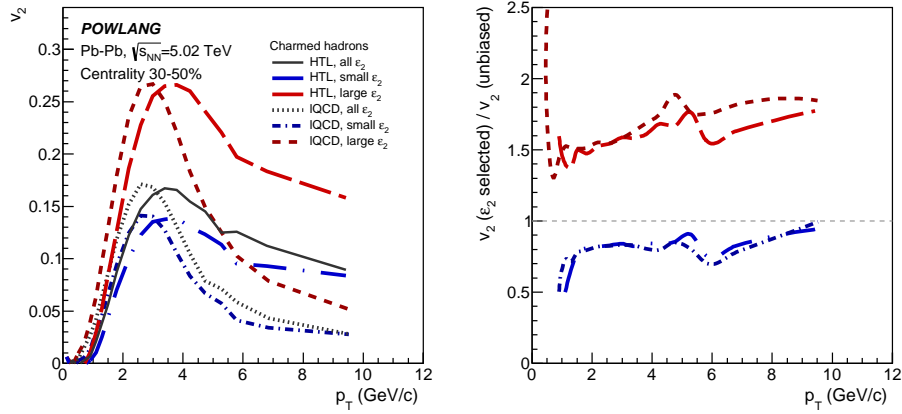 v₂
POWLANG
Pb-Pb, √s_NN=5.02 TeV
Centrality 30-50%
Charmed hadrons
HTL, all ε₂
HTL, small ε₂
HTL, large ε₂
lQCD, all ε₂
lQCD, small ε₂
lQCD, large ε₂
0.3
0.25
0.2
0.15
0.1
0.05
0
0 2 4 6 8 10 12
p_T (GeV/c)
v₂ (ε₂ selected) / v₂ (unbiased)
2.5
2
1.5
1
0.5
0
0 2 4 6 8 10 12
p_T (GeV/c)